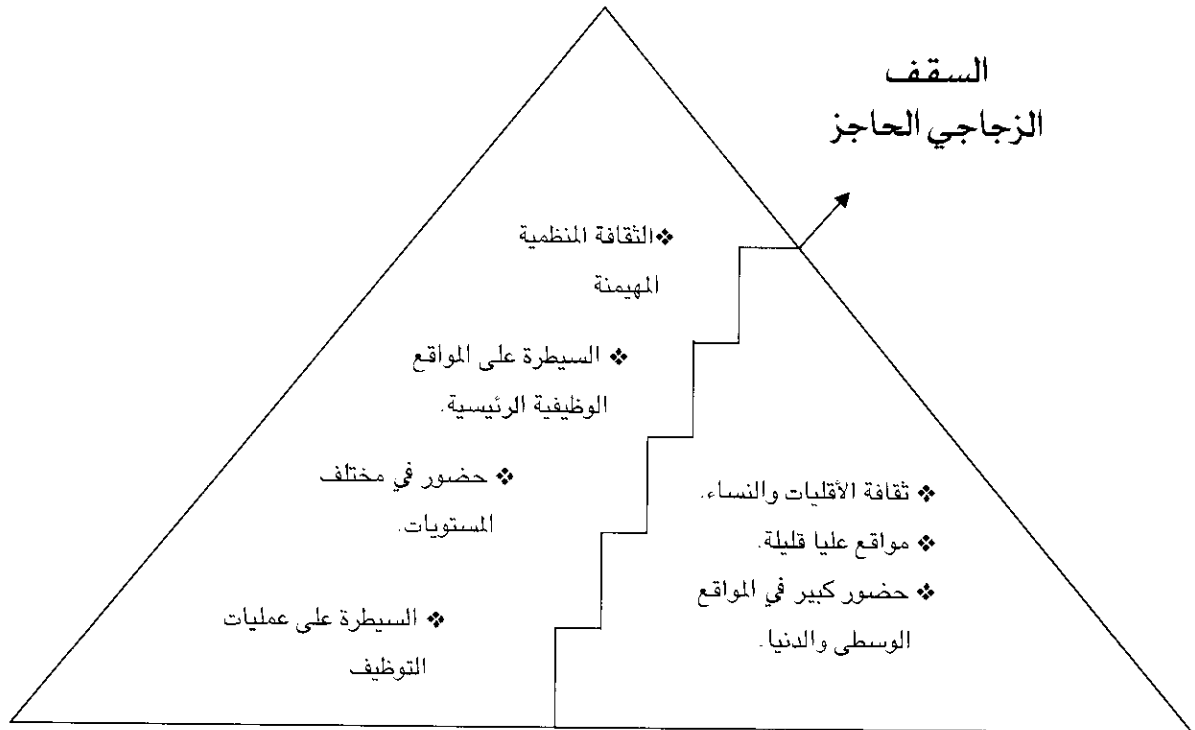 السقف
الزجاجي الحاجز
❖الثقافة المنظمية
المهيمنة
❖ السيطرة على المواقع
الوظيفية الرئيسية.
❖ حضور في مختلف
المستويات.
❖ السيطرة على عمليات
التوظيف
❖ ثقافة الأقليات والنساء.
❖ مواقع عليا قليلة.
❖ حضور كبير في المواقع
الوسطى والدنيا.